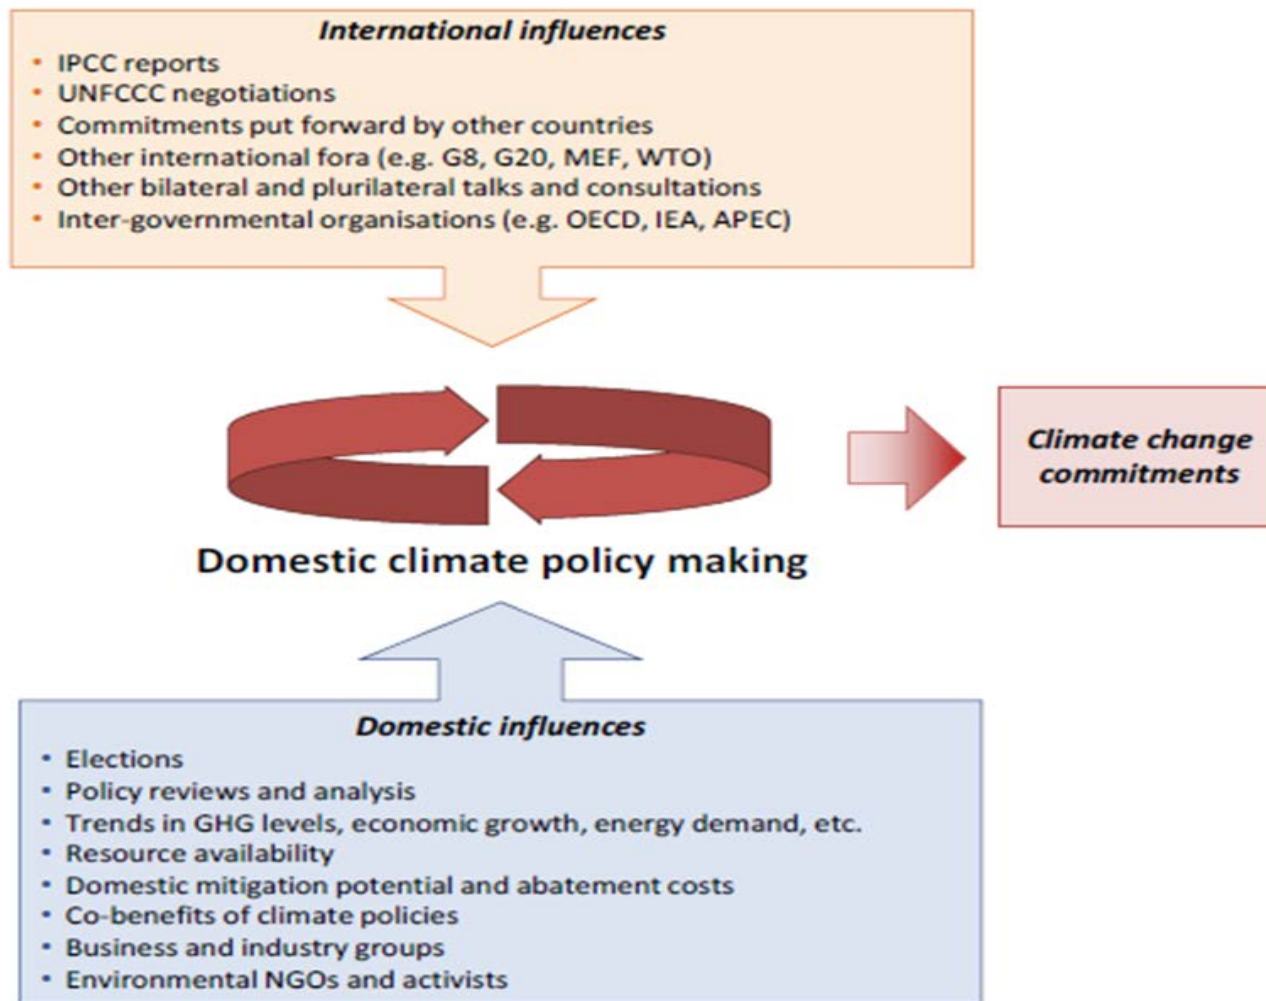 International influences
• IPCC reports
• UNFCCC negotiations
• Commitments put forward by other countries
• Other international fora (e.g. G8, G20, MEF, WTO)
• Other bilateral and plurilateral talks and consultations
• Inter-governmental organisations (e.g. OECD, IEA, APEC)
Climate change
commitments
Domestic climate policy making
Domestic influences
• Elections
• Policy reviews and analysis
• Trends in GHG levels, economic growth, energy demand, etc.
• Resource availability
• Domestic mitigation potential and abatement costs
• Co-benefits of climate policies
• Business and industry groups
• Environmental NGOs and activists